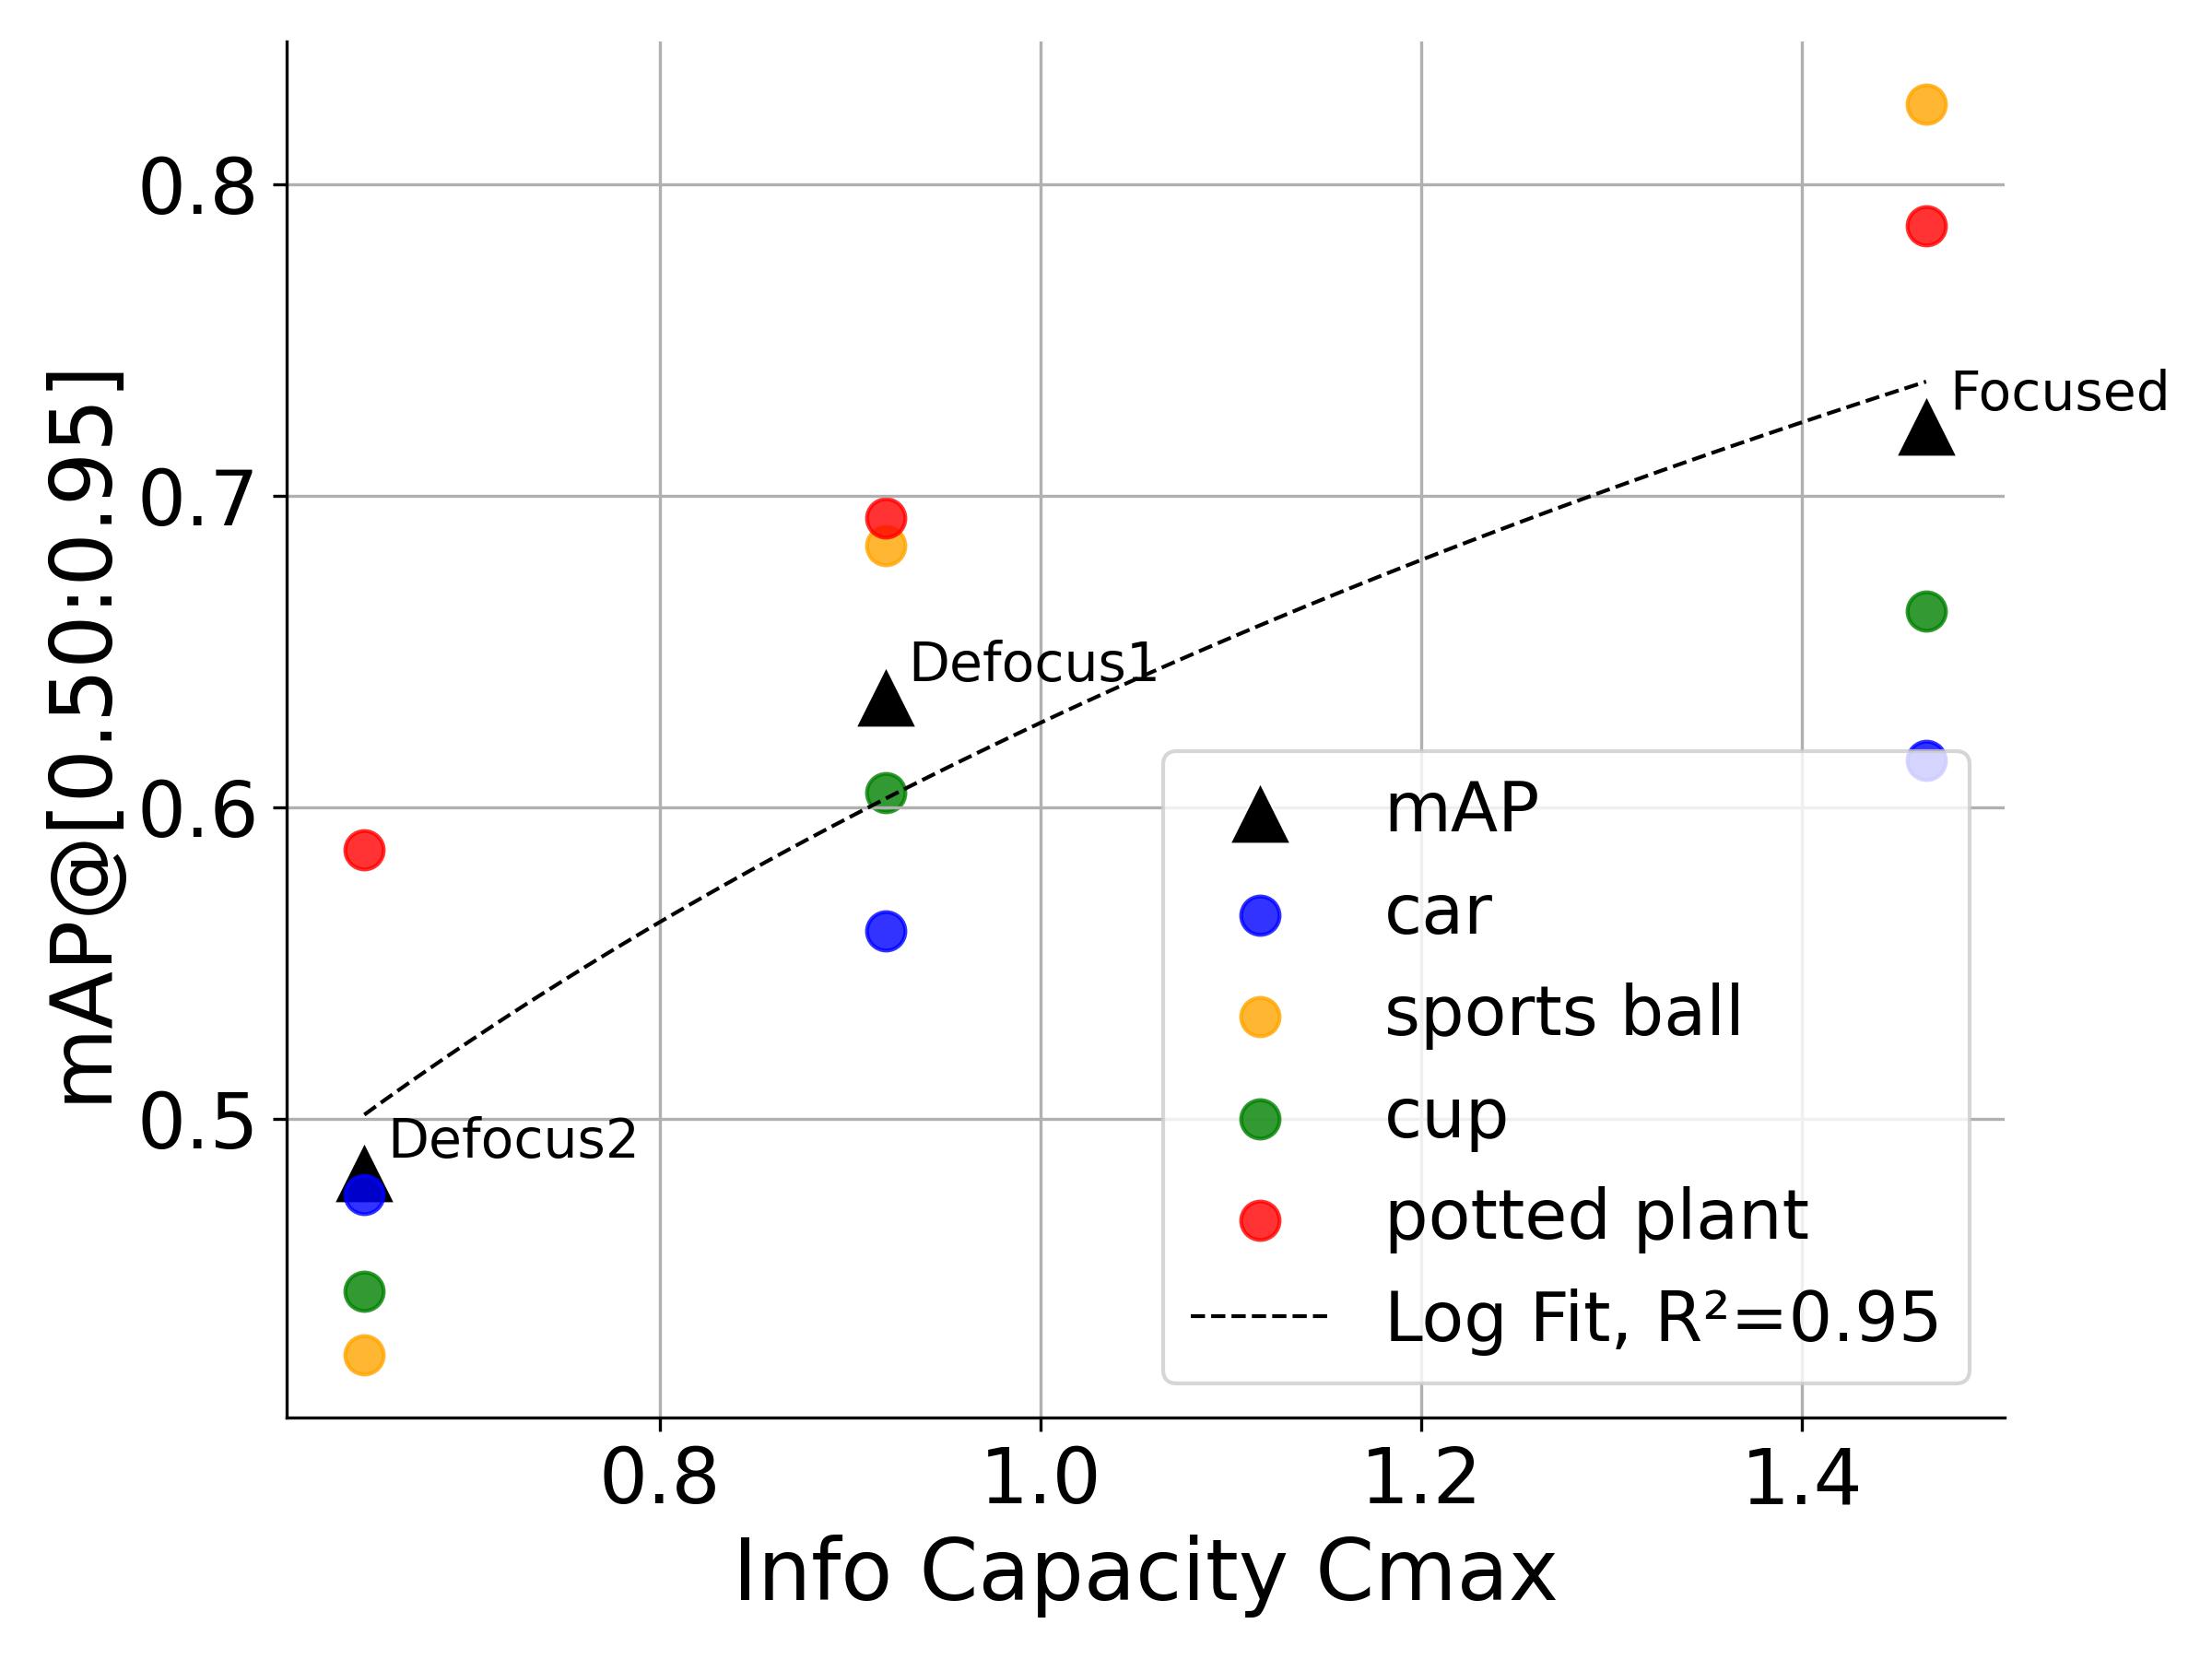 mAP@[0.50:0.95]
0.8
0.7
0.6
0.5
Focused
Defocus1
Defocus2
mAP
car
sports ball
cup
potted plant
Log Fit, R²=0.95
0.8
1.0
1.2
1.4
Info Capacity Cmax